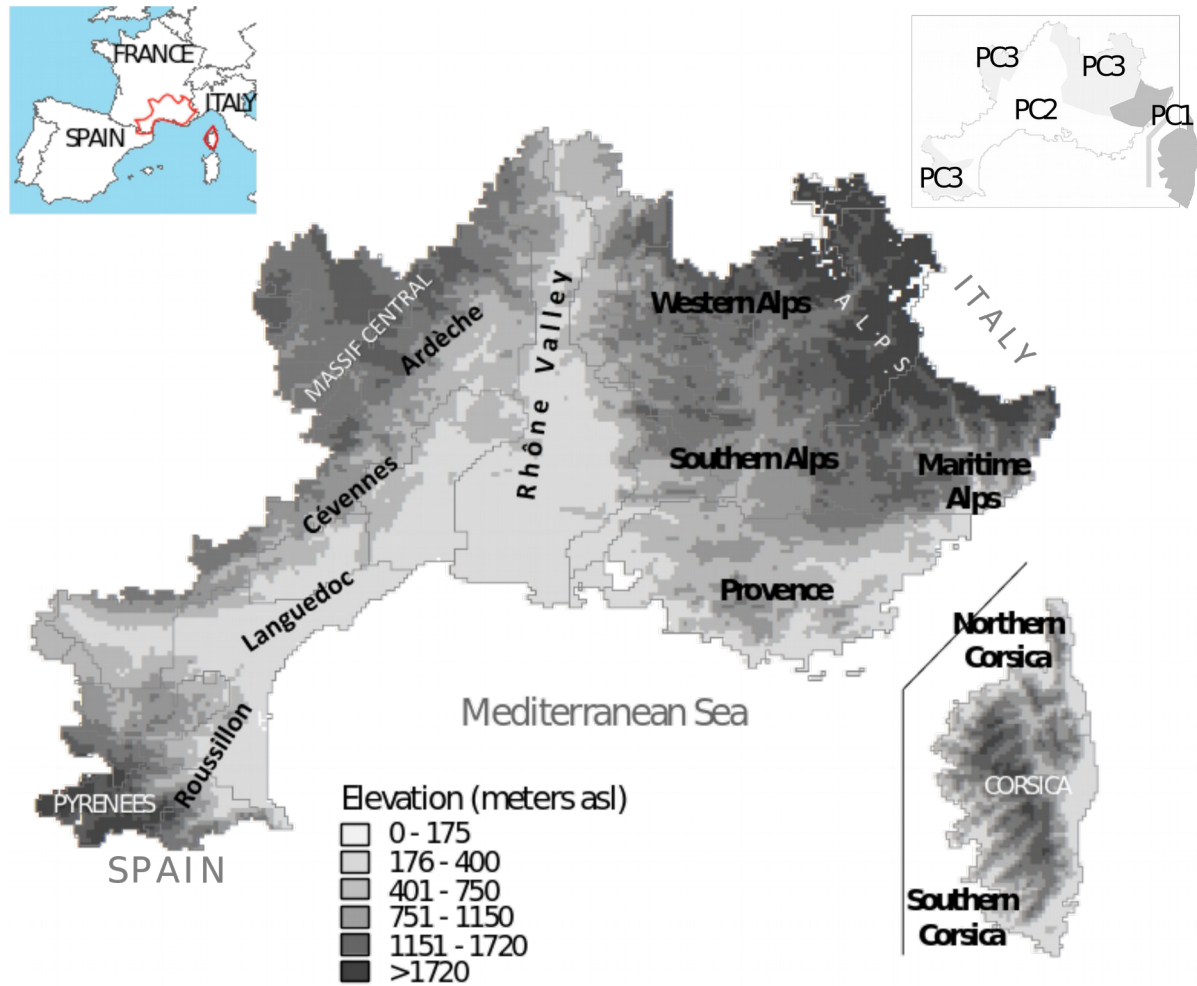 FRANCE
ITALY
SPAIN
PC3
PC3
PC2
PC1
PC3
MASSIF CENTRAL
Ardèche
Rhône Valley
Western Alps
ALPS
ITALY
Cévennes
Southern Alps
Maritime
Alps
Languedoc
Provence
Northern
Corsica
Roussillon
Mediterranean Sea
PYRENEES
SPAIN
CORSICA
Elevation (meters asl)
0 - 175
176 - 400
401 - 750
751 - 1150
1151 - 1720
>1720
Southern
Corsica